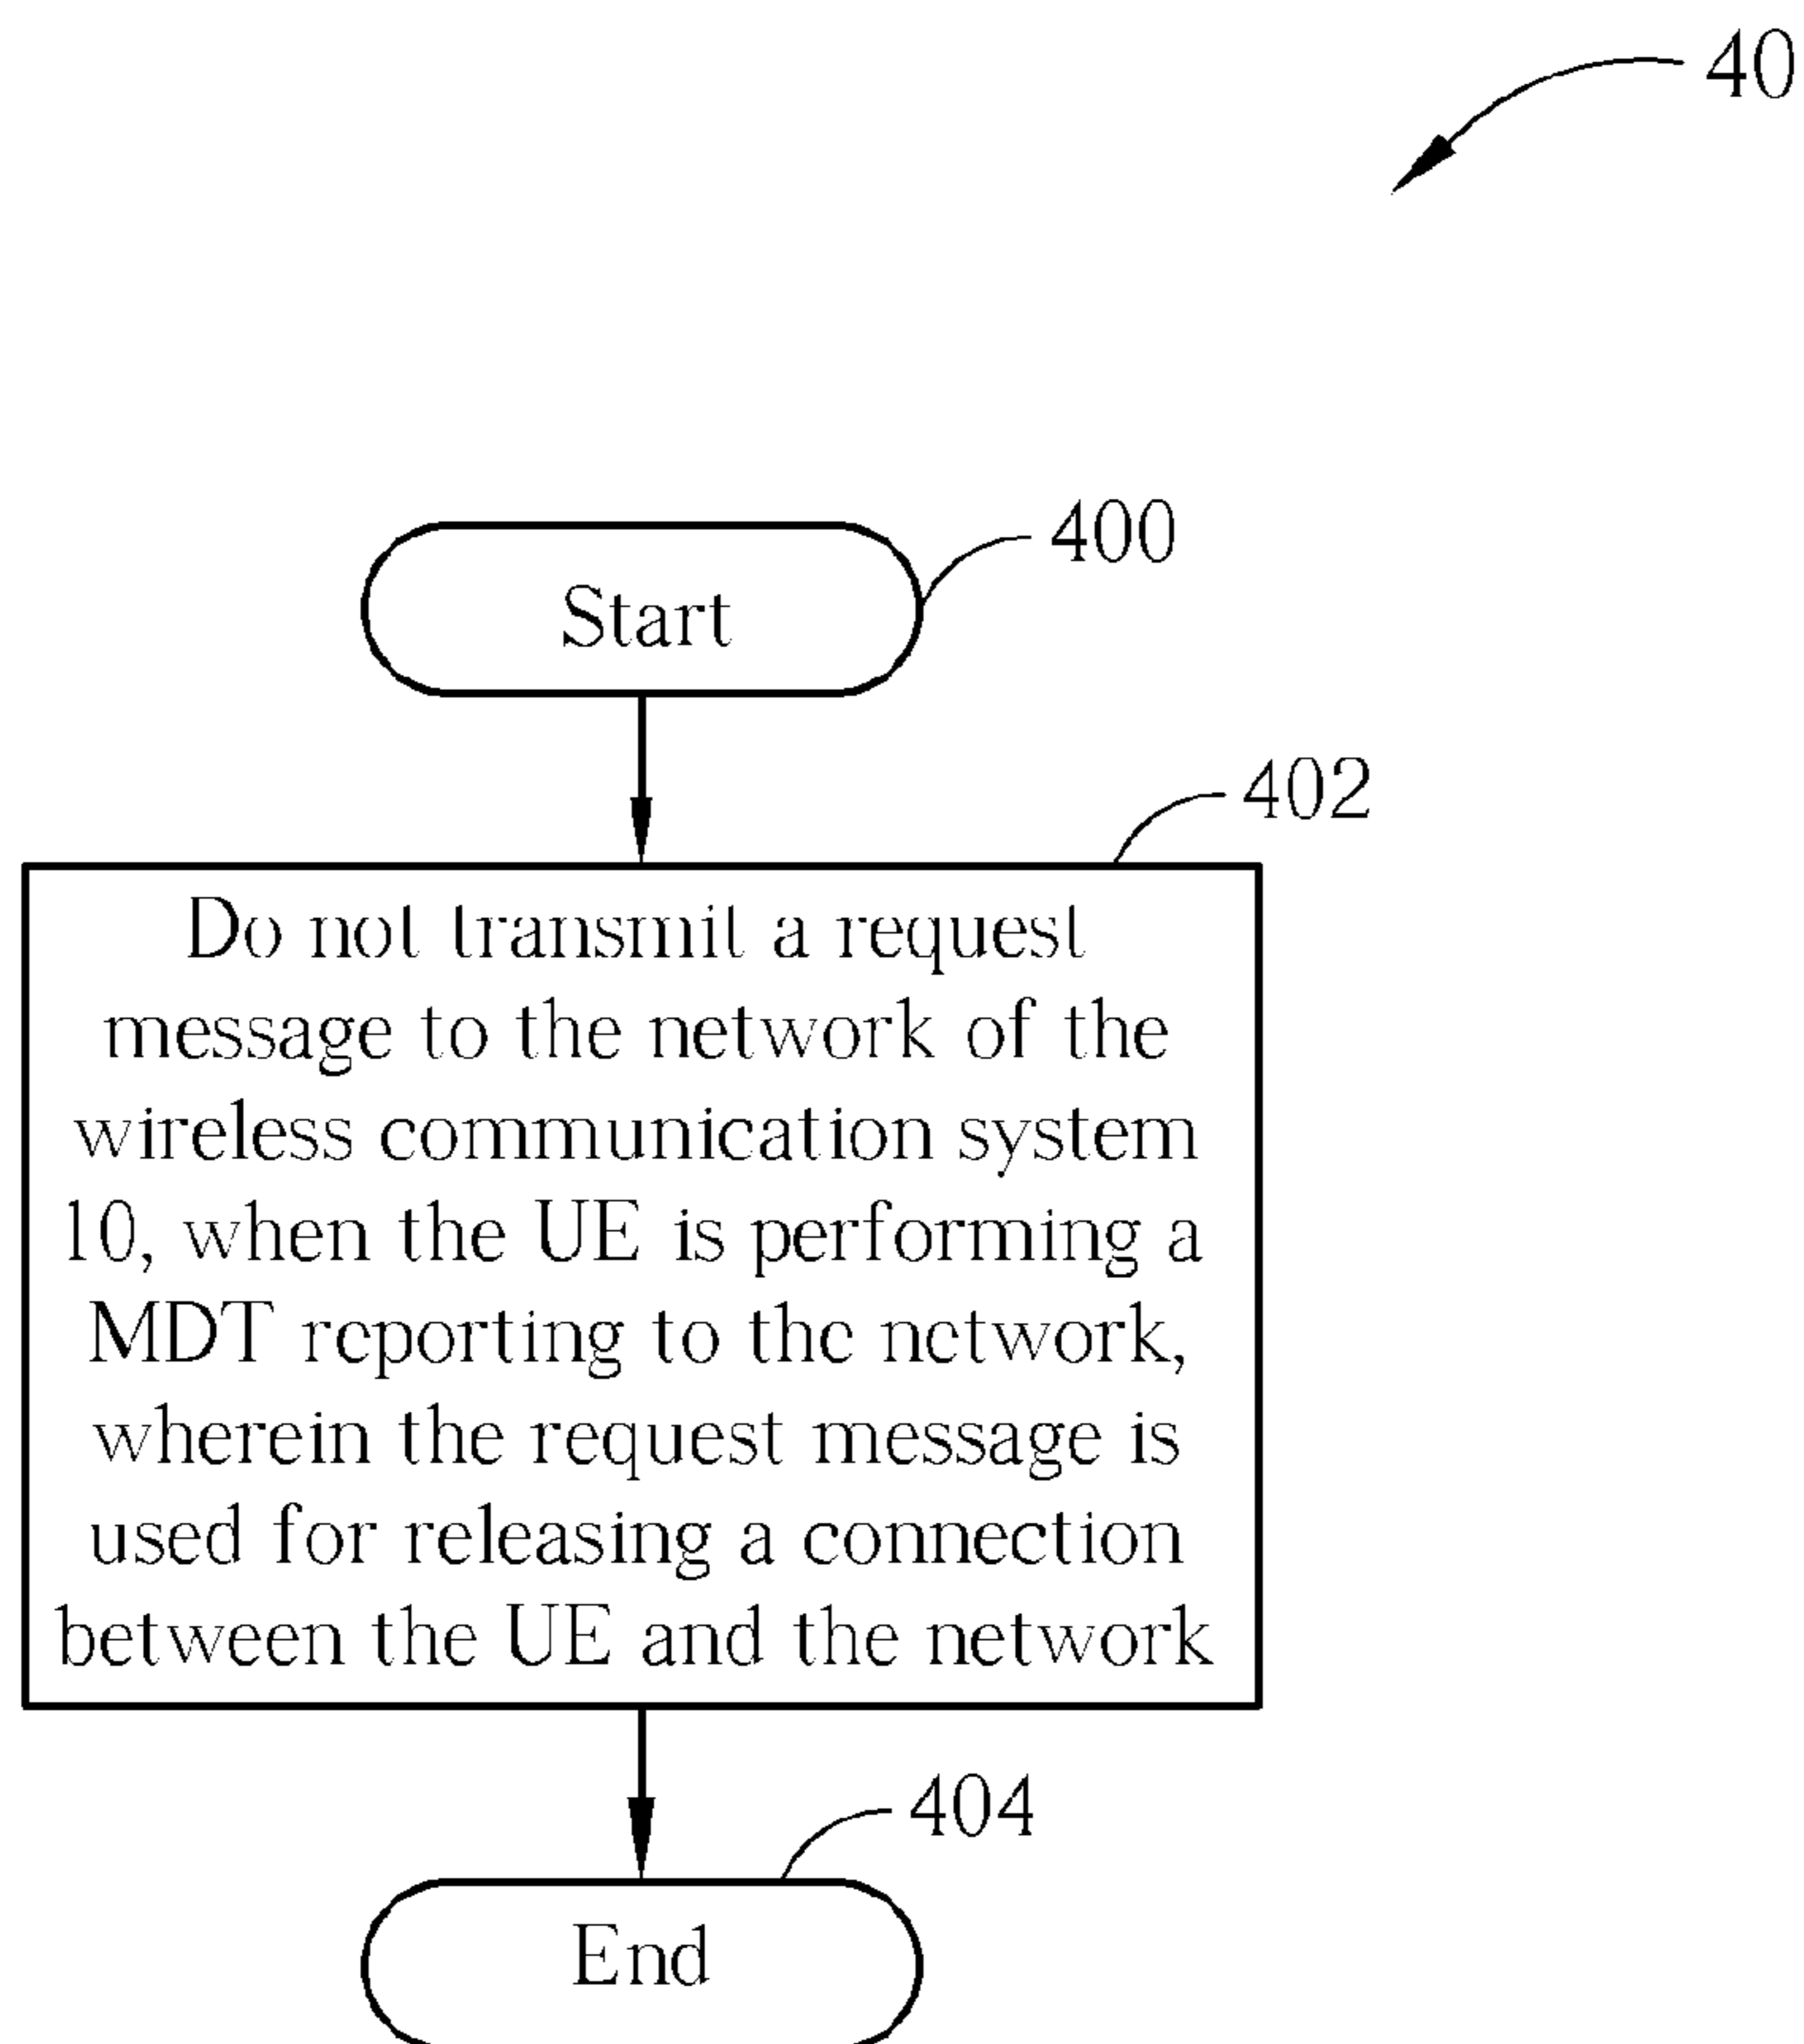 40
400
Start
402
Do not transmit a request
message to the network of the
wireless communication system
10, when the UE is performing a
MDT reporting to the network,
wherein the request message is
used for releasing a connection
between the UE and the network
404
End